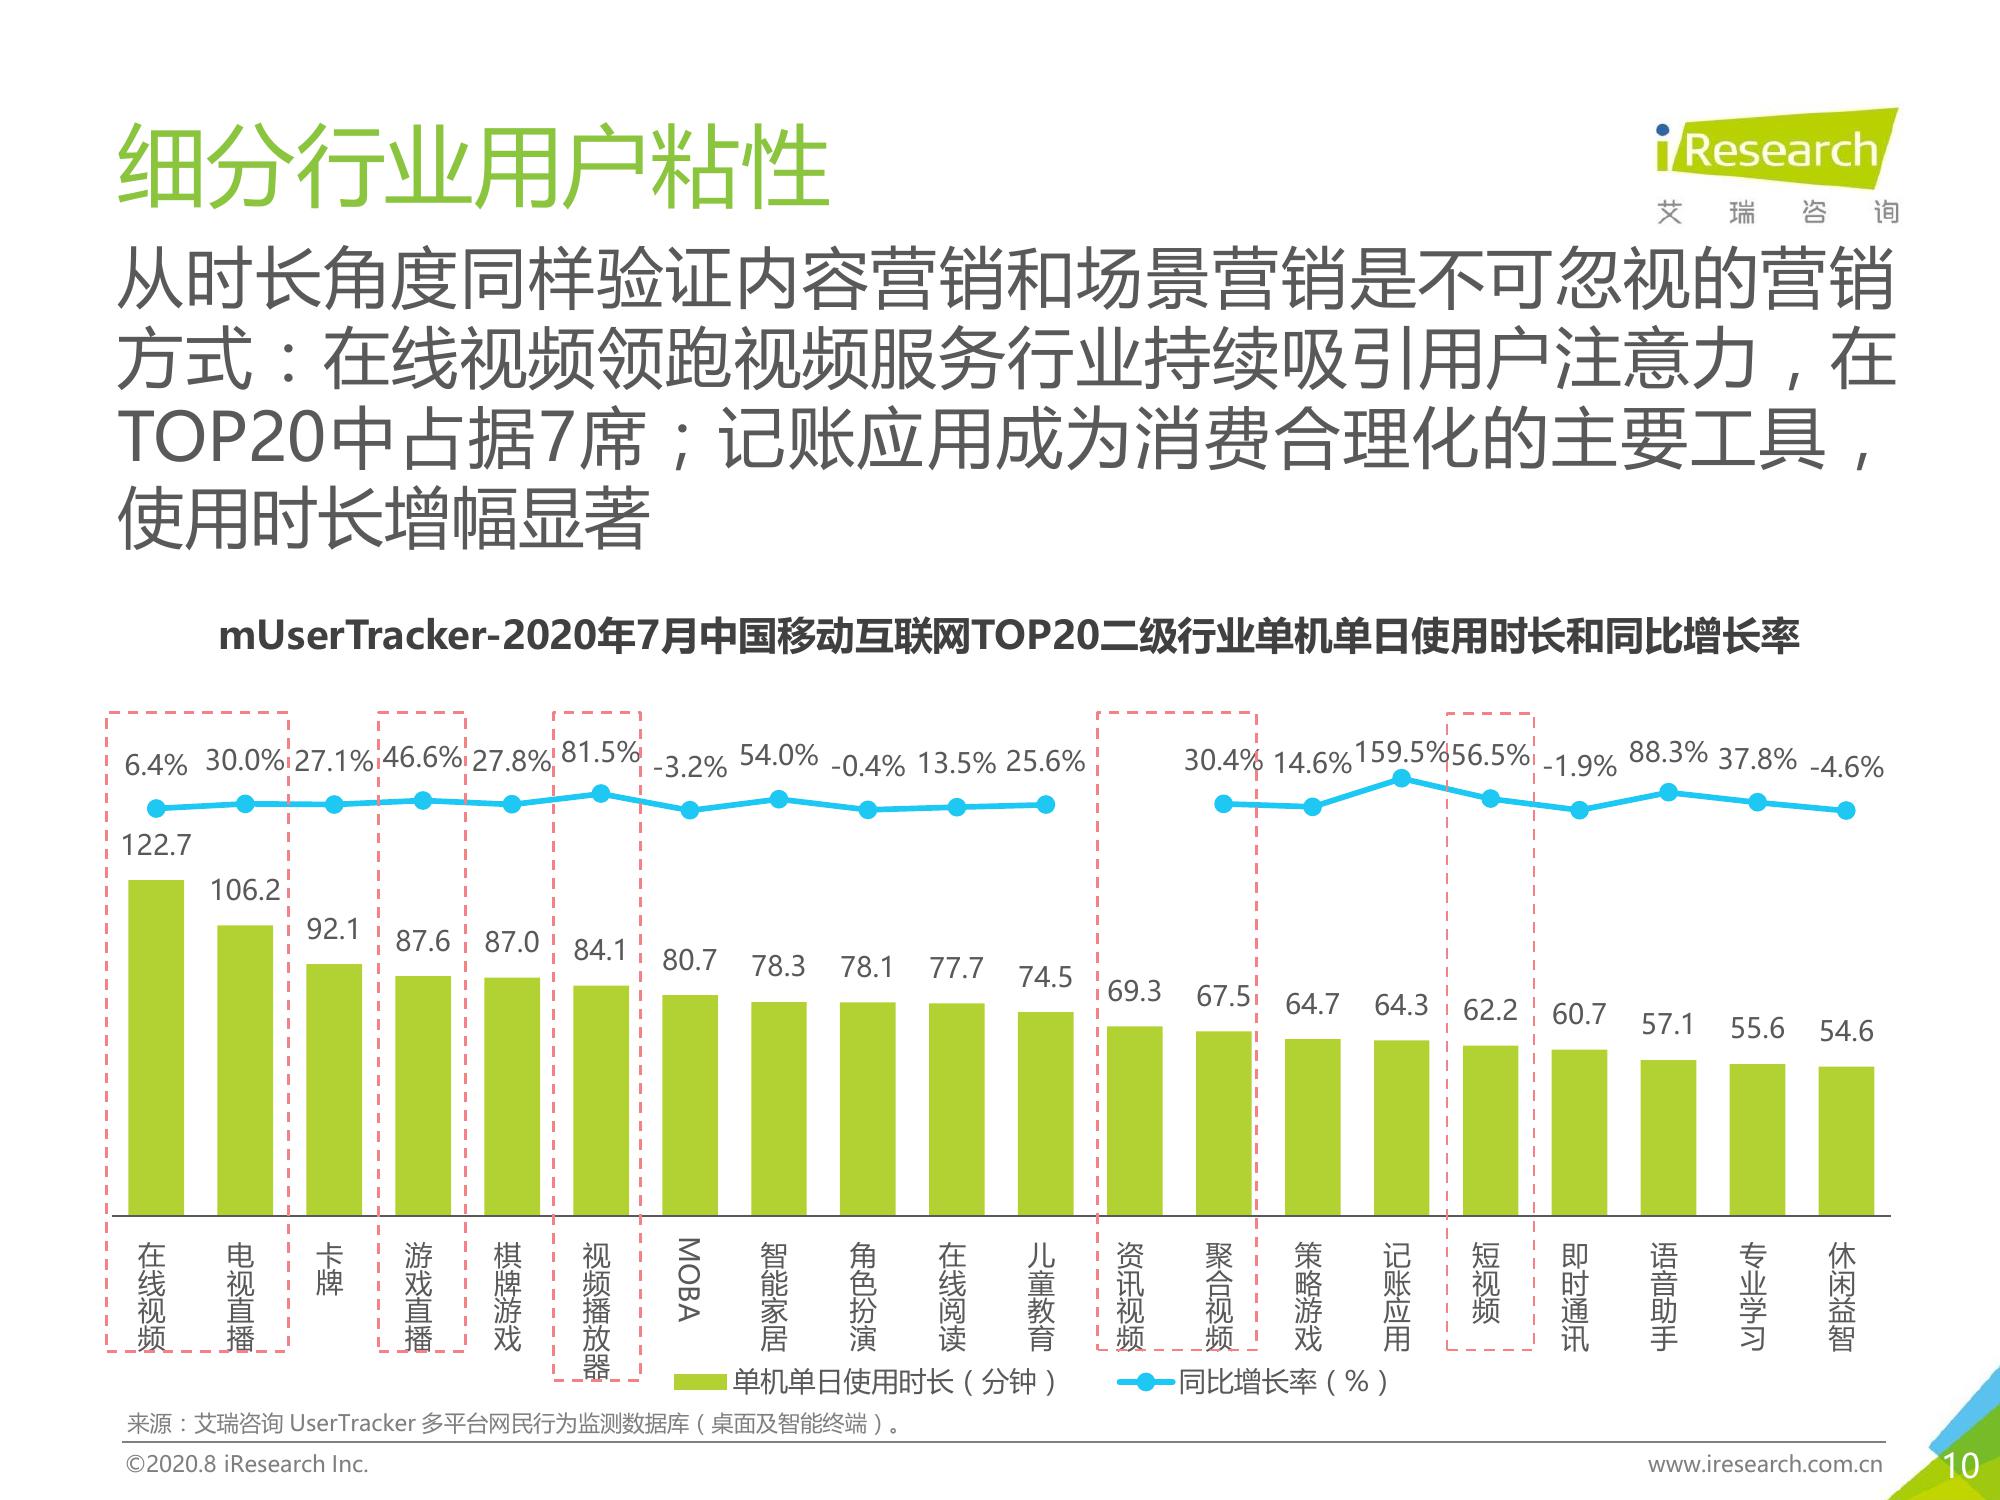 细分行业用户粘性
iResearch
艾瑞咨询
从时长角度同样验证内容营销和场景营销是不可忽视的营销
方式：在线视频领跑视频服务行业持续吸引用户注意力，在
TOP20中占据7席；记账应用成为消费合理化的主要工具，
使用时长增幅显著
mUserTracker-2020年7月中国移动互联网TOP20二级行业单机单日使用时长和同比增长率
6.4% 30.0% 27.1% 46.6% 27.8% 81.5% -3.2% 54.0% -0.4% 13.5% 25.6% 30.4% 14.6% 159.5% 56.5% -1.9% 88.3% 37.8% -4.6%
122.7 106.2 92.1 87.6 87.0 84.1 80.7 78.3 78.1 77.7 74.5 69.3 67.5 64.7 64.3 62.2 60.7 57.1 55.6 54.6
在线视频
电视直播
卡牌
游戏直播
棋牌游戏
视频播放器
MOBA
智能家居
角色扮演
在线阅读
儿童教育
资讯视频
聚合视频
策略游戏
记账应用
短视频
即时通讯
语音助手
专业学习
休闲益智
单机单日使用时长（分钟） 同比增长率（%）
来源：艾瑞咨询 UserTracker 多平台网民行为监测数据库（桌面及智能终端）。
©2020.8 iResearch Inc. www.iresearch.com.cn
10